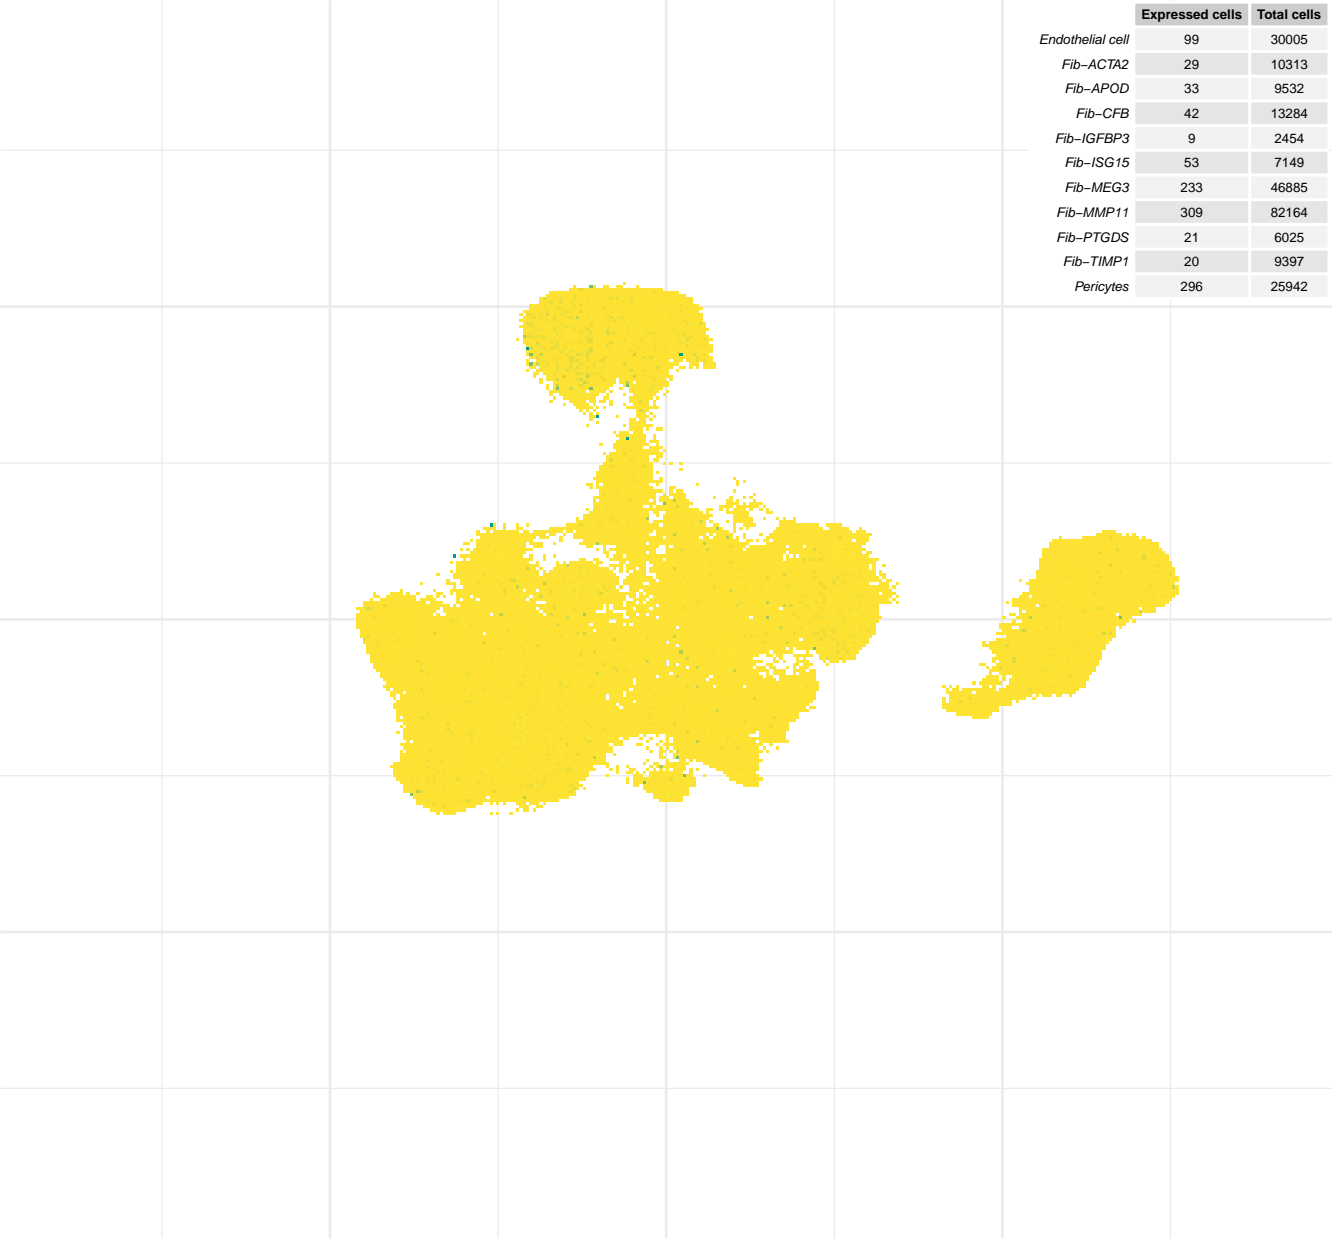 Expressed cells Total cells
Endothelial cell 99 30005
Fib−ACTA2 29 10313
Fib−APOD 33 9532
Fib−CFB 42 13284
Fib−IGFBP3 9 2454
Fib−ISG15 53 7149
Fib−MEG3 233 46885
Fib−MMP11 309 82164
Fib−PTGDS 21 6025
Fib−TIMP1 20 9397
Pericytes 296 25942